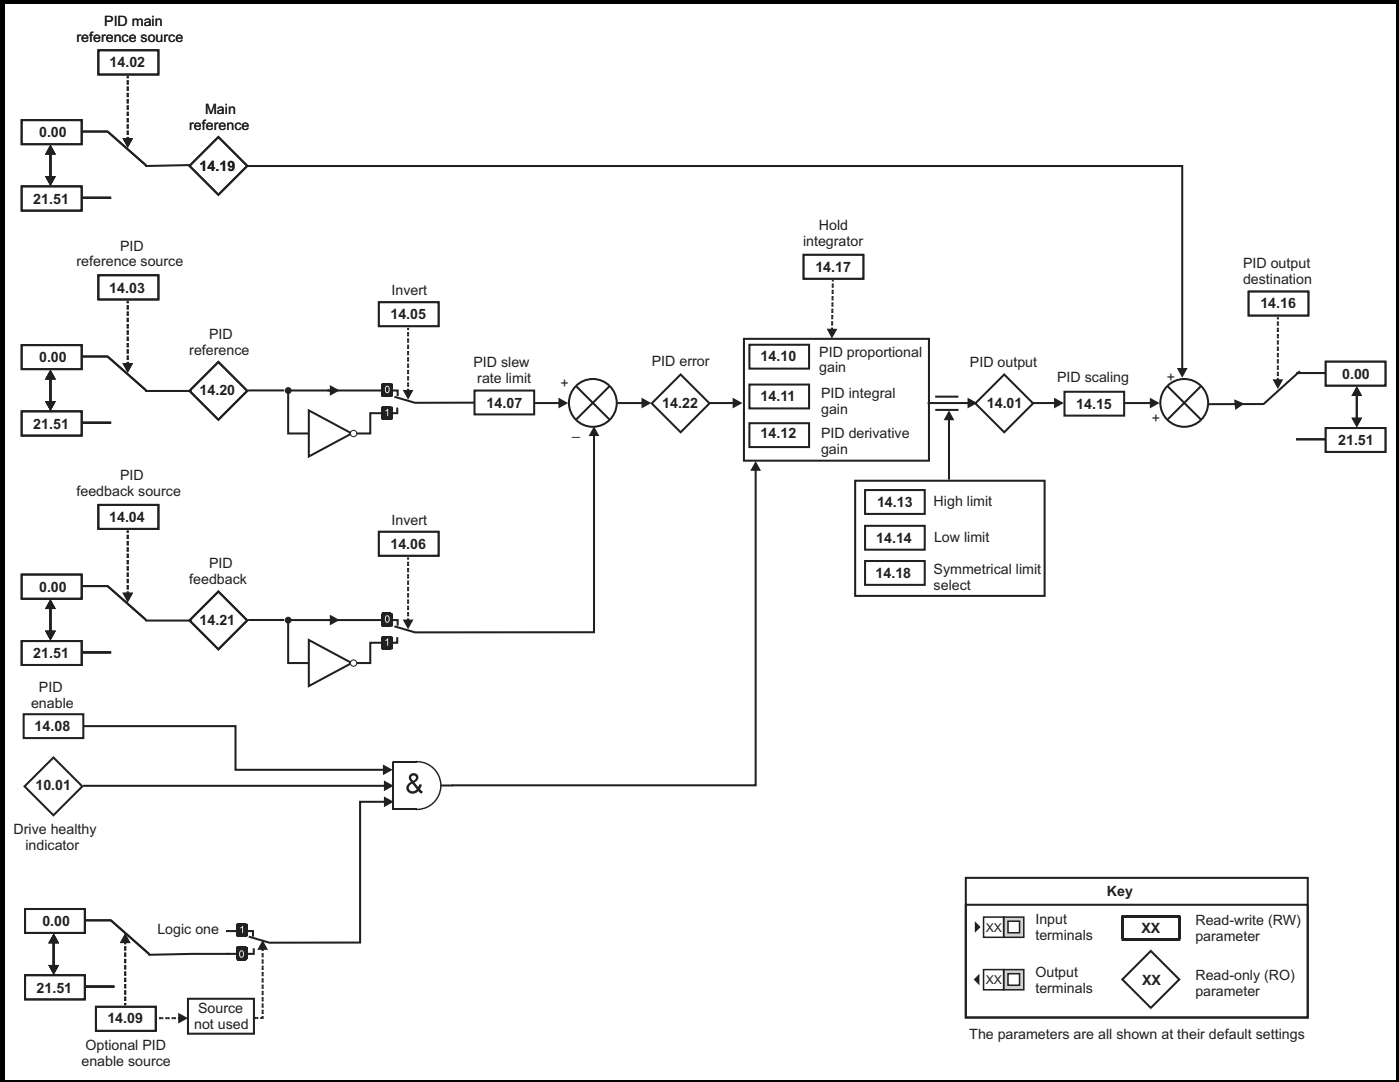 PID main
reference source
14.02
Main
reference
0.00
14.19
21.51
Hold
integrator
14.17
PID
reference source
14.03
PID output
destination
14.16
Invert
14.05
PID
reference
0.00
14.20
21.51
0
1
PID slew
rate limit
14.07
+
–
PID error
14.22
14.10 PID proportional
gain
14.11 PID integral
gain
14.12 PID derivative
gain
PID output
14.01
PID scaling
14.15
+
+
0.00
21.51
14.13 High limit
14.14 Low limit
14.18 Symmetrical limit
select
PID
feedback source
14.04
Invert
14.06
PID
feedback
0.00
14.21
21.51
0
1
PID
enable
14.08
10.01
Drive healthy
indicator
&
0.00
21.51
Logic one 1
0
14.09
Source
not used
Optional PID
enable source
Key
XX Input
terminals
XX Read-write (RW)
parameter
XX Output
terminals
XX Read-only (RO)
parameter
The parameters are all shown at their default settings